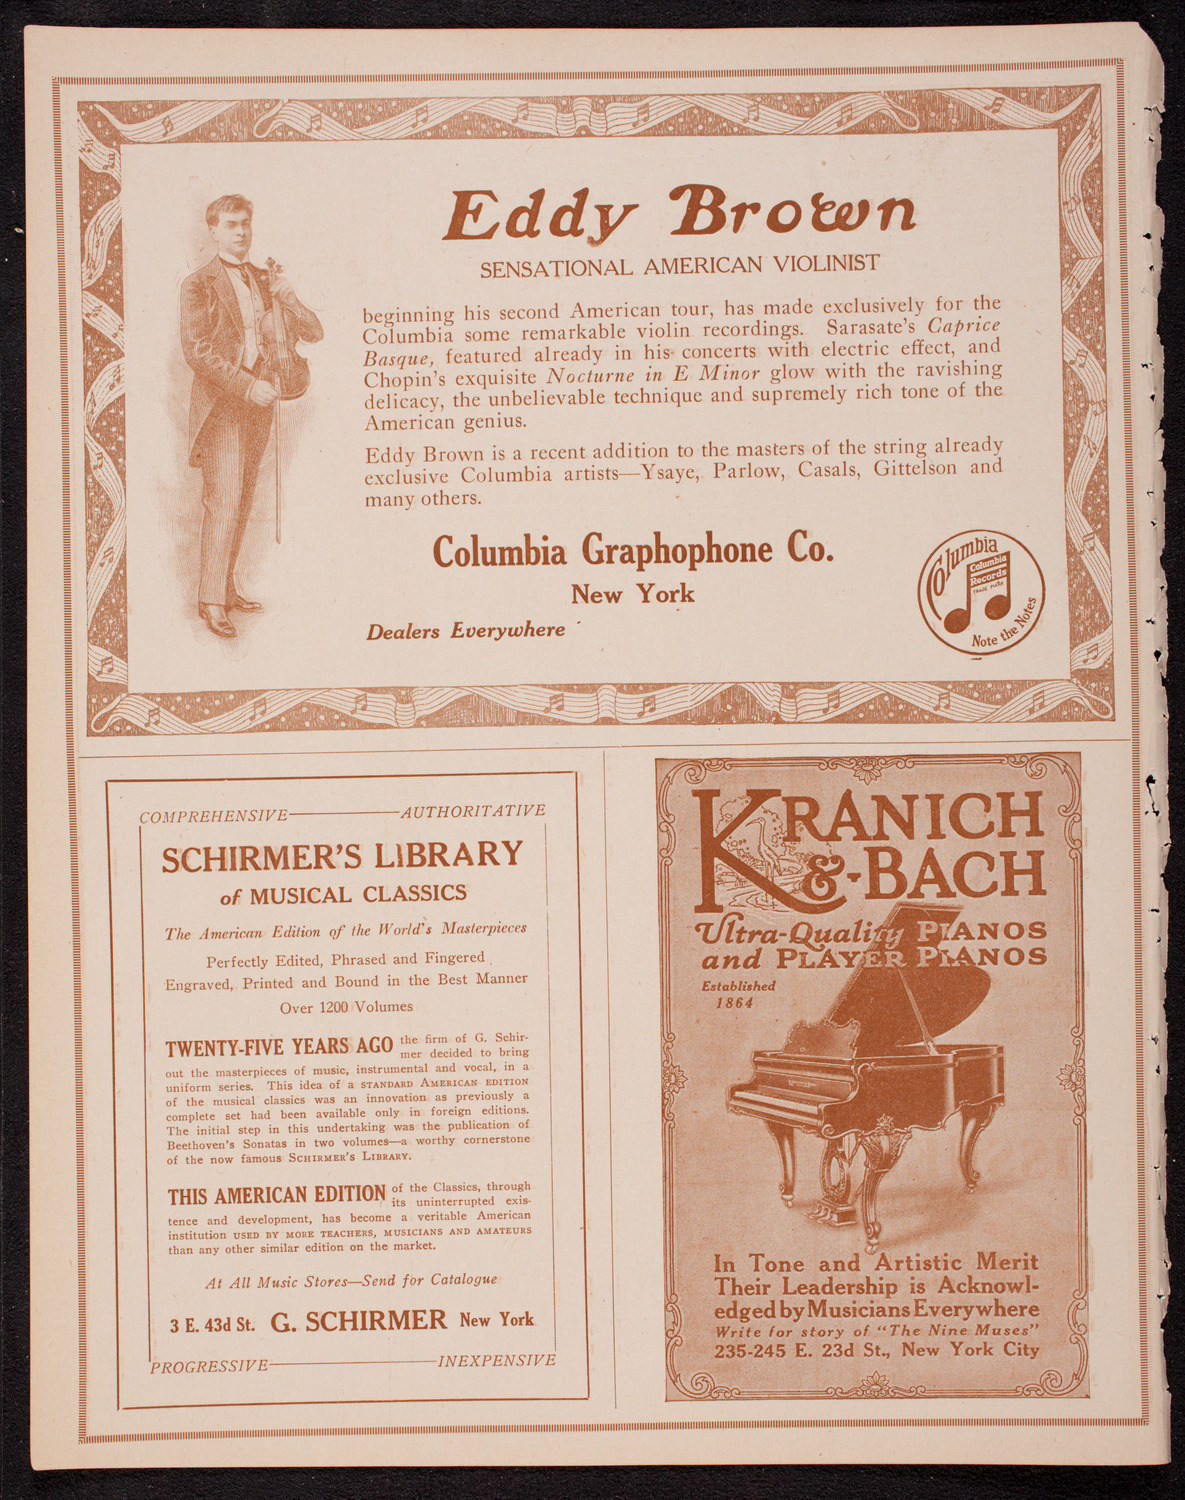 Eddy Brown
SENSATIONAL AMERICAN VIOLINIST
beginning his second American tour, has made exclusively for the
Columbia some remarkable violin recordings. Sarasate's Caprice
Basque, featured already in his concerts with electric effect, and
Chopin's exquisite Nocturne in E Minor glow with the ravishing
delicacy, the unbelievable technique and supremely rich tone of the
American genius.
Eddy Brown is a recent addition to the masters of the string already
exclusive Columbia artists—Ysaye, Parlow, Casals, Gittelson and
many others.
Columbia Graphophone Co.
New York
Dealers Everywhere
Columbia
Columbia
Records
TRADE MARK
Note the Notes
COMPREHENSIVE—AUTHORITATIVE
SCHIRMER'S LIBRARY
of MUSICAL CLASSICS
The American Edition of the World's Masterpieces
Perfectly Edited, Phrased and Fingered
Engraved, Printed and Bound in the Best Manner
Over 1200 Volumes
TWENTY-FIVE YEARS AGO the firm of G. Schir-
mer decided to bring
out the masterpieces of music, instrumental and vocal, in a
uniform series. This idea of a STANDARD AMERICAN EDITION
of the musical classics was an innovation as previously a
complete set had been available only in foreign editions.
The initial step in this undertaking was the publication of
Beethoven's Sonatas in two volumes—a worthy cornerstone
of the now famous SCHIRMER'S LIBRARY.
THIS AMERICAN EDITION of the Classics, through
its uninterrupted exis-
tence and development, has become a veritable American
institution USED BY MORE TEACHERS, MUSICIANS AND AMATEURS
than any other similar edition on the market.
At All Music Stores—Send for Catalogue
3 E. 43d St. G. SCHIRMER New York
PROGRESSIVE—INEXPENSIVE
KRANICH
&-BACH
Ultra-Quality PIANOS
and PLAYER PIANOS
Established
1864
In Tone and Artistic Merit
Their Leadership is Acknowl-
edged by Musicians Everywhere
Write for story of "The Nine Muses"
235-245 E. 23d St., New York City